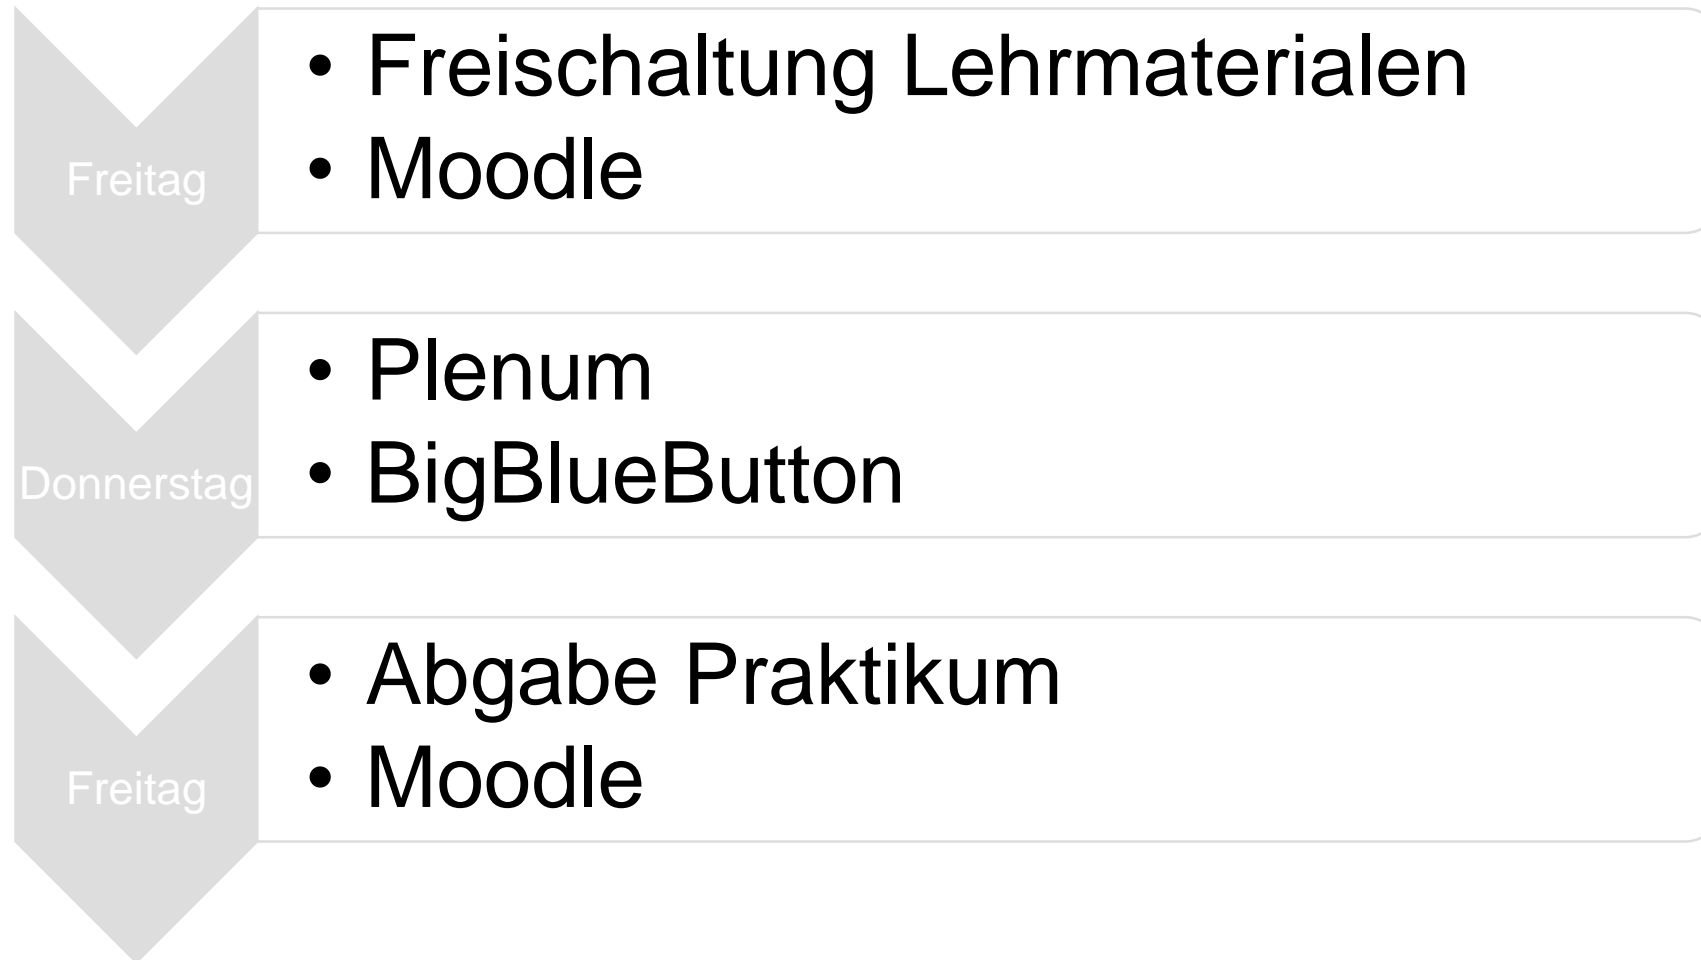 Freitag
• Freischaltung Lehrmaterialen
• Moodle
Donnerstag
• Plenum
• BigBlueButton
Freitag
• Abgabe Praktikum
• Moodle